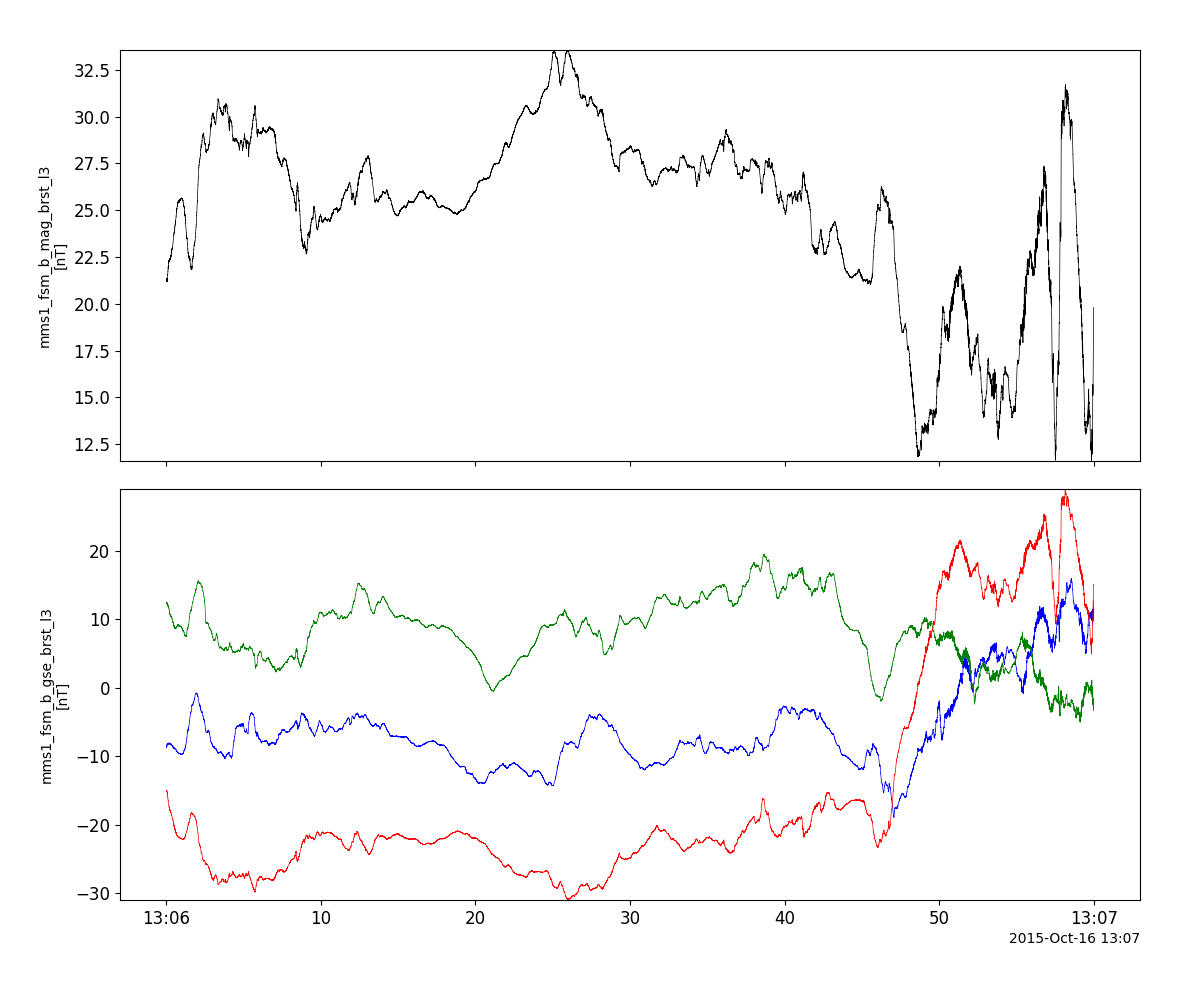 32.5
30.0
27.5
25.0
22.5
20.0
17.5
15.0
12.5
mms1_fsm_b_mag_brst_l3
[nT]
20
10
0
−10
−20
−30
mms1_fsm_b_gse_brst_l3
[nT]
13:06 10 20 30 40 50 13:07
2015-Oct-16 13:07